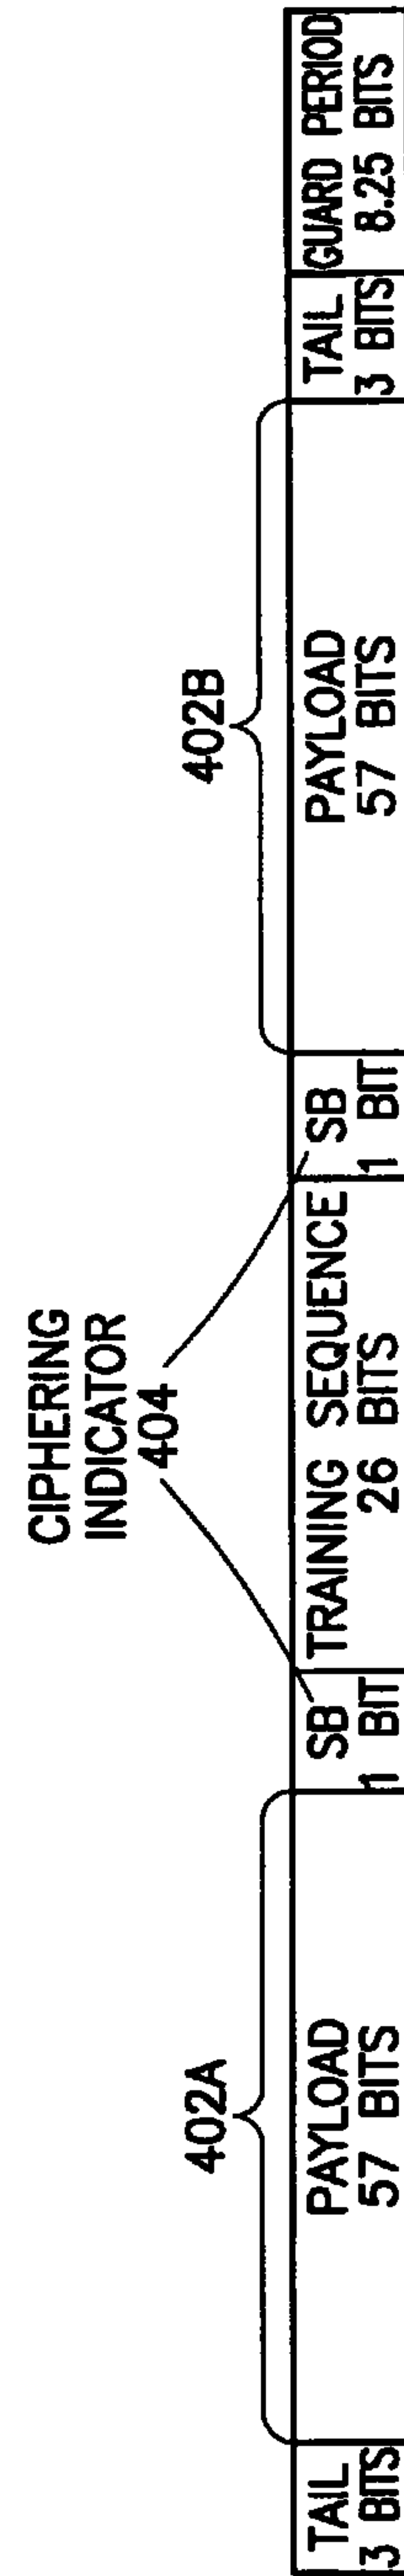 CIPHERING
INDICATOR
404
402A
402B
TAIL
3 BITS
PAYLOAD
57 BITS
SB
1 BIT
TRAINING SEQUENCE
26 BITS
SB
1 BIT
PAYLOAD
57 BITS
TAIL
3 BITS
GUARD PERIOD
8.25 BITS